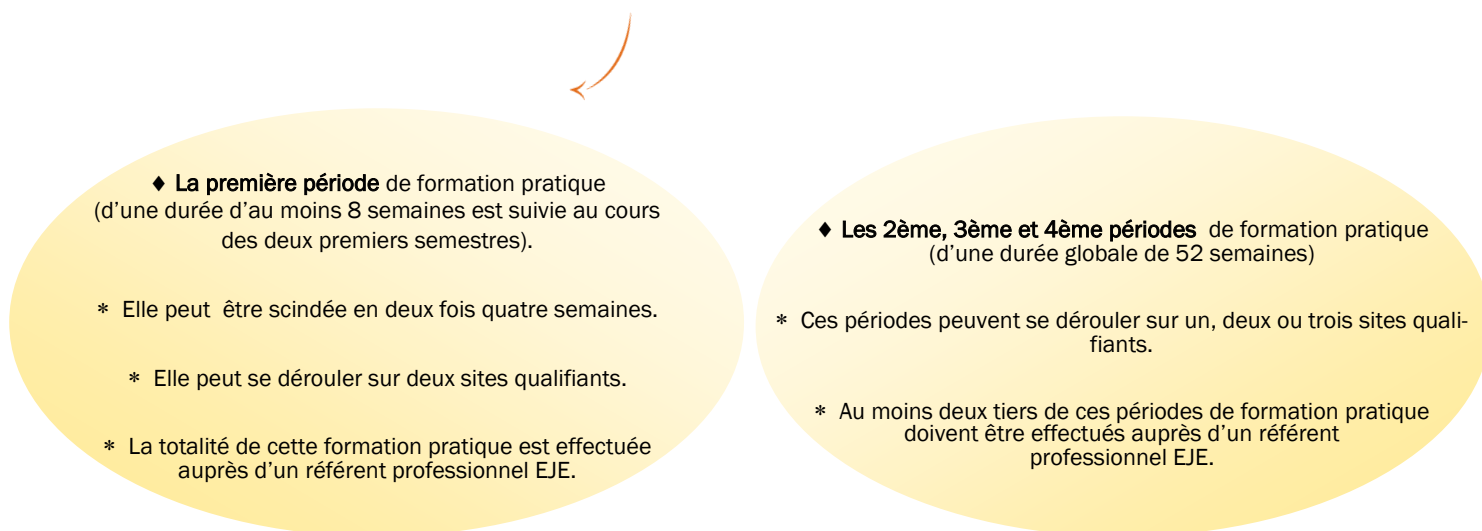 ♦ La première période de formation pratique
(d'une durée d'au moins 8 semaines est suivie au cours
des deux premiers semestres).
* Elle peut être scindée en deux fois quatre semaines.
* Elle peut se dérouler sur deux sites qualifiants.
* La totalité de cette formation pratique est effectuée
auprès d'un référent professionnel EJE.
♦ Les 2ème, 3ème et 4ème périodes de formation pratique
(d'une durée globale de 52 semaines)
* Ces périodes peuvent se dérouler sur un, deux ou trois sites quali-
fiants.
* Au moins deux tiers de ces périodes de formation pratique
doivent être effectués auprès d'un référent
professionnel EJE.